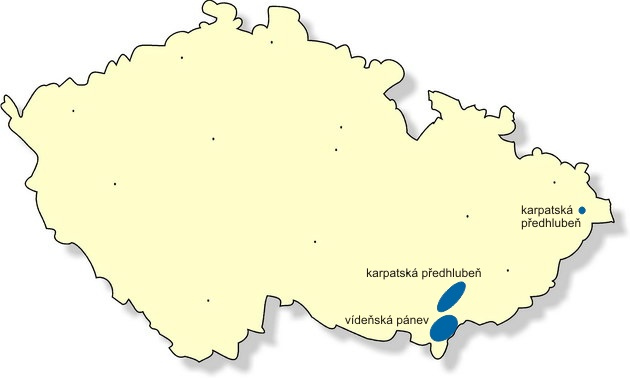 karpatská
předhlubeň
karpatská předhlubeň
vídeňská pánev